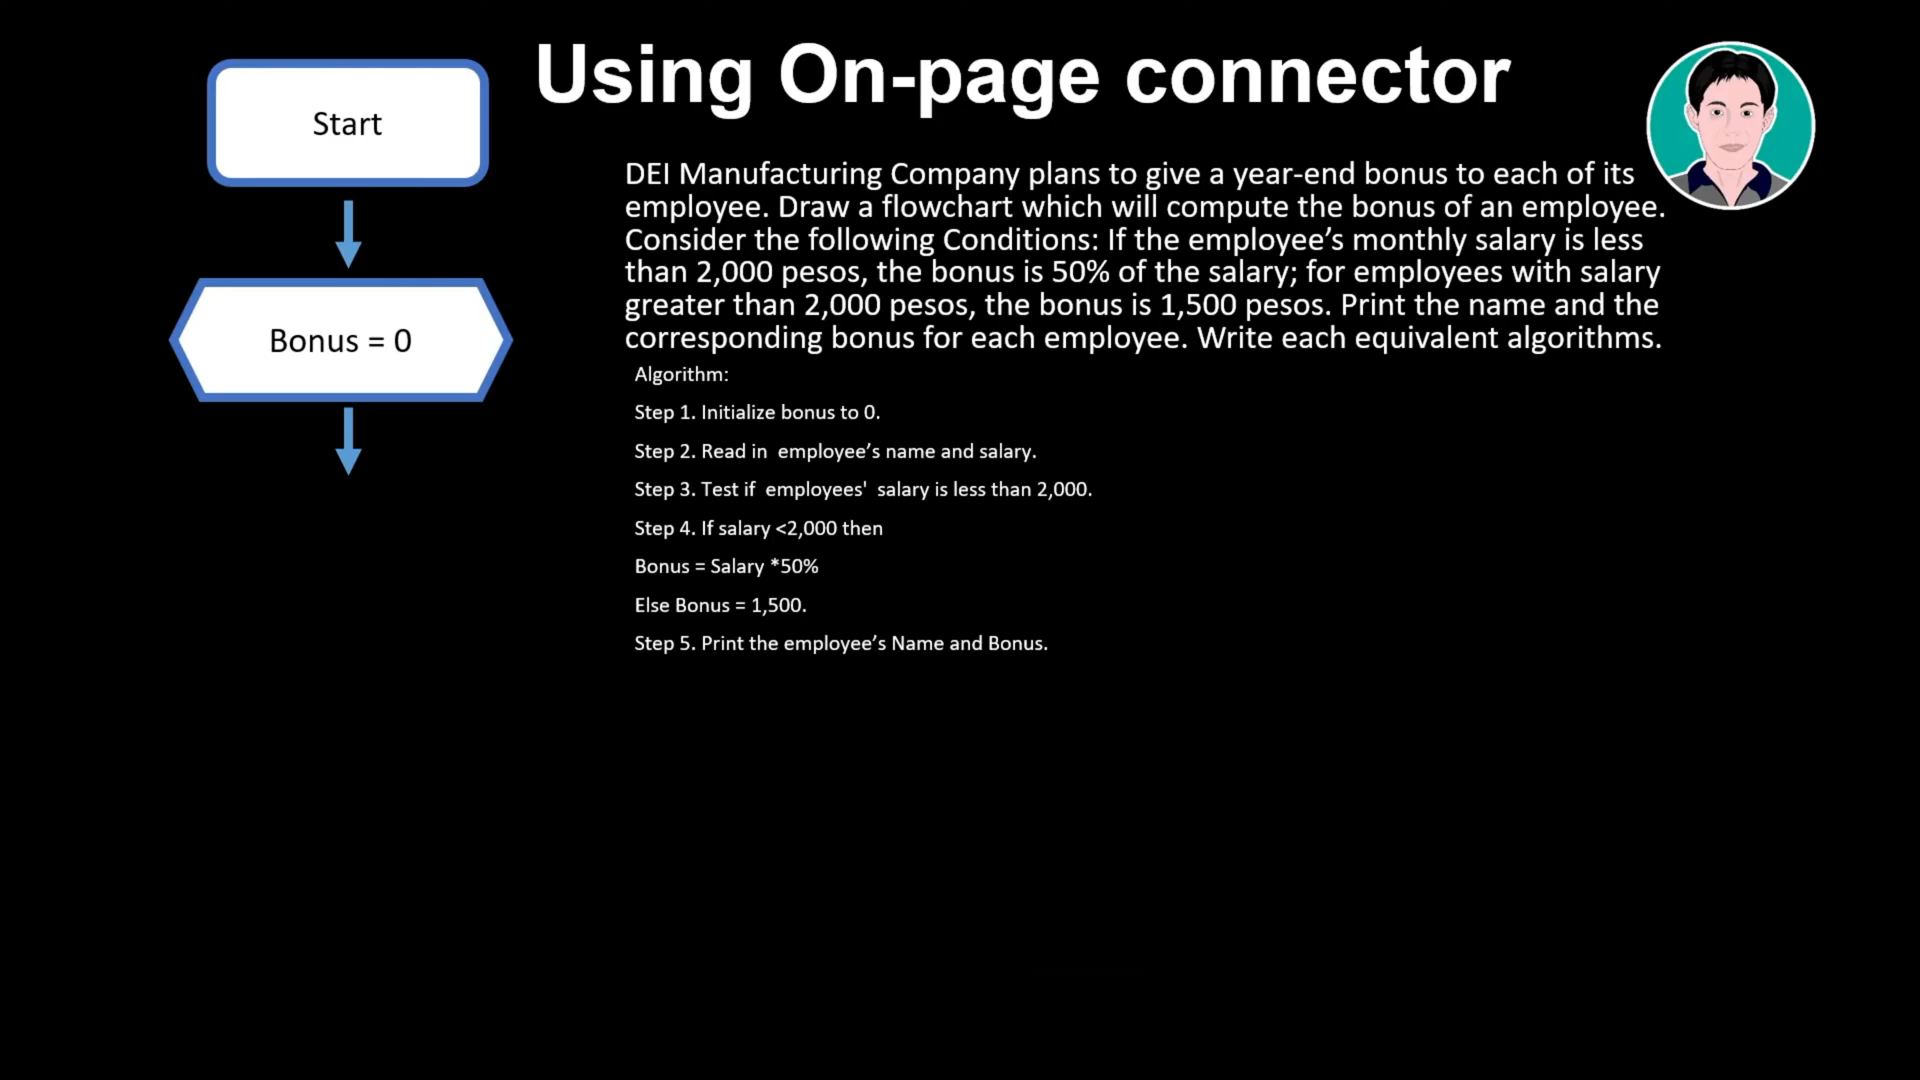 Using On-page connector
Start
Bonus = 0
DEI Manufacturing Company plans to give a year-end bonus to each of its
employee. Draw a flowchart which will compute the bonus of an employee.
Consider the following Conditions: If the employee’s monthly salary is less
than 2,000 pesos, the bonus is 50% of the salary; for employees with salary
greater than 2,000 pesos, the bonus is 1,500 pesos. Print the name and the
corresponding bonus for each employee. Write each equivalent algorithms.
Algorithm:
Step 1. Initialize bonus to 0.
Step 2. Read in  employee’s name and salary.
Step 3. Test if  employees'  salary is less than 2,000.
Step 4. If salary <2,000 then
Bonus = Salary *50%
Else Bonus = 1,500.
Step 5. Print the employee’s Name and Bonus.